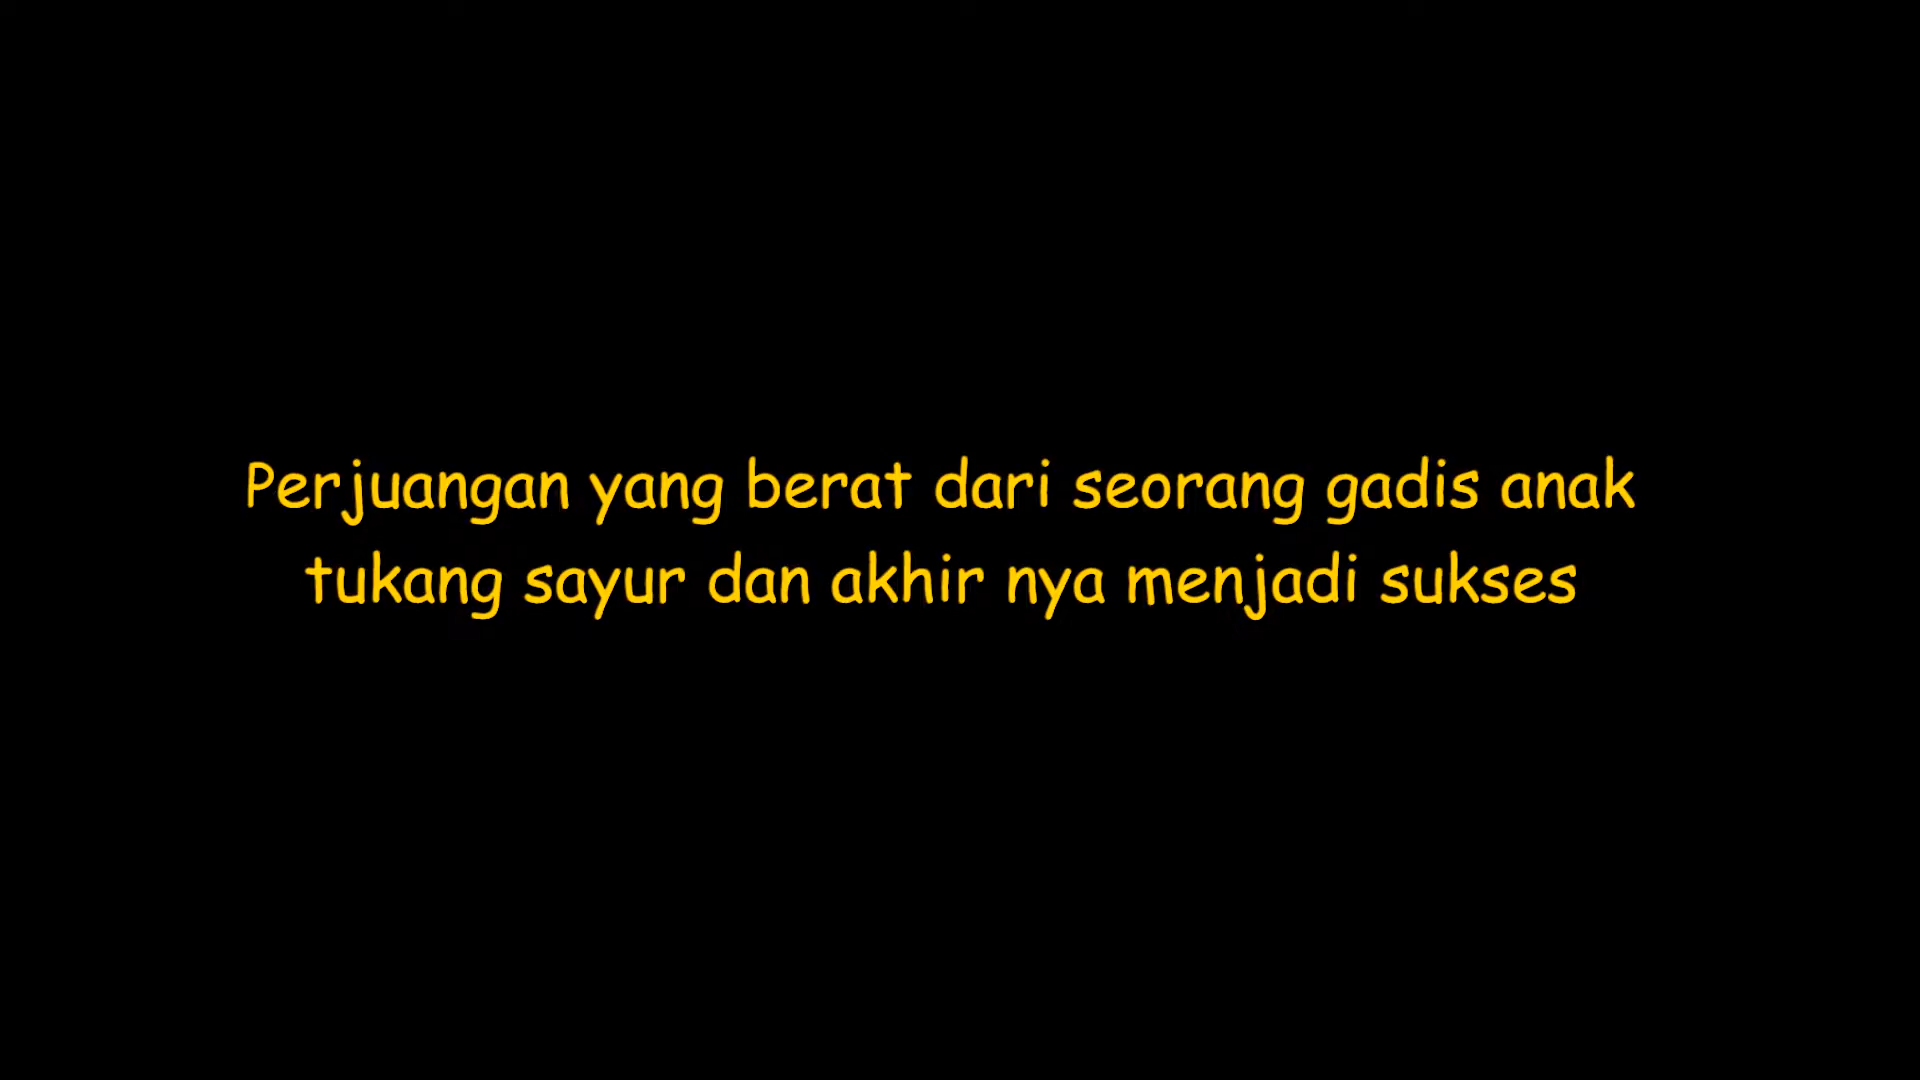 Perjuangan yang berat dari seorang gadis anak
tukang sayur dan akhir nya menjadi sukses